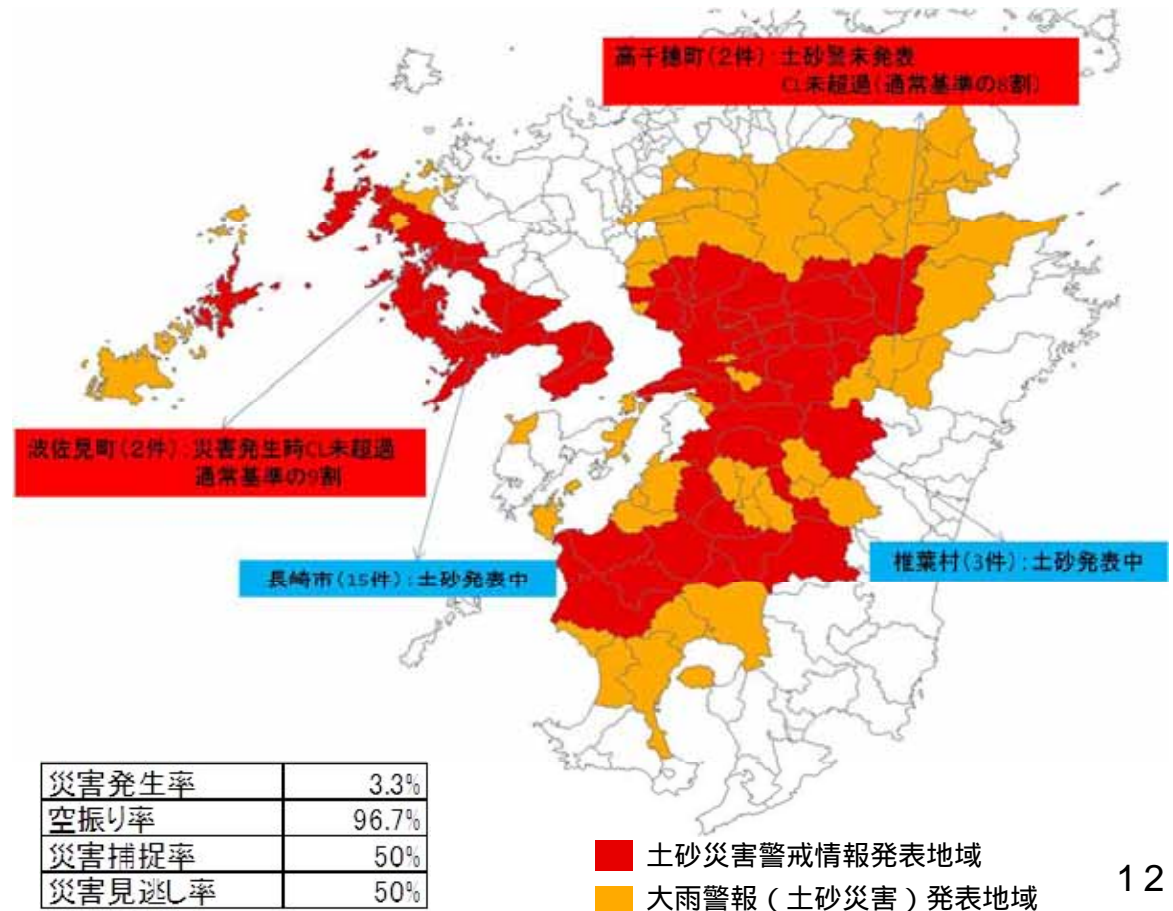 高千穂町(2件):土砂警未発表
CL未超過(通常基準の8割)
波佐見町(2件):災害発生時CL未超過
通常基準の9割
長崎市(15件):土砂発表中
椎葉村(3件):土砂発表中
災害発生率 3.3%
空振り率 96.7%
災害捕捉率 50%
災害見逃し率 50%
土砂災害警戒情報発表地域
大雨警報(土砂災害)発表地域
12